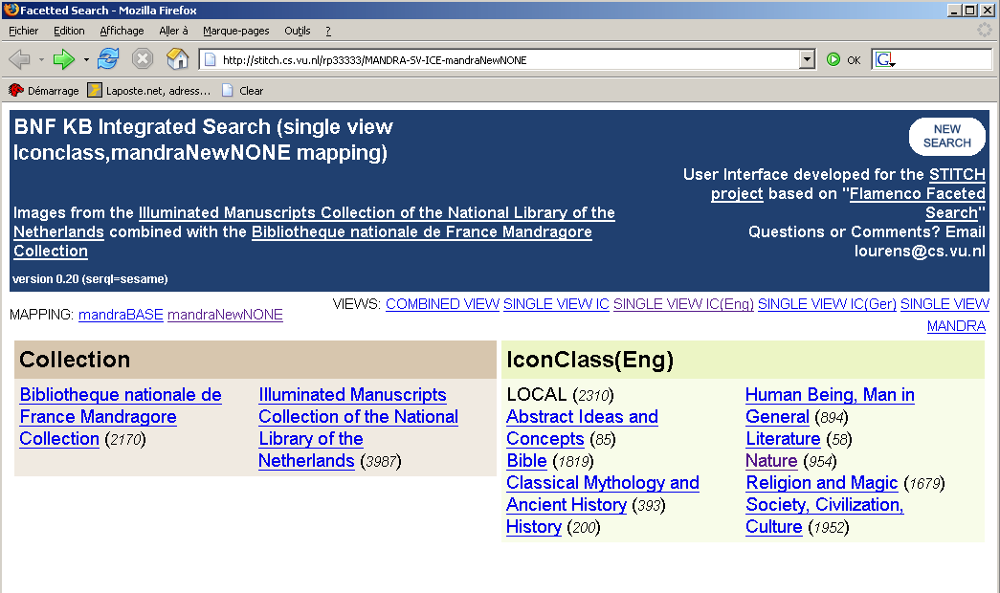 Facetted Search - Mozilla Firefox
Fichier Edition Affichage Aller à Marque-pages Outils ?
http://stitch.cs.vu.nl/rp33333/MANDRA-SV-ICE-mandraNewNONE OK G
Démarrage Laposte.net, adress... Clear
BNF KB Integrated Search (single view
Iconclass,mandraNewNONE mapping)
NEW
SEARCH
User Interface developed for the STITCH
project based on "Flamenco Faceted
Search"
Questions or Comments? Email
lourens@cs.vu.nl
Images from the Illuminated Manuscripts Collection of the National Library of the
Netherlands combined with the Bibliotheque nationale de France Mandragore
Collection
version 0.20 (serql=sesame)
MAPPING: mandraBASE mandraNewNONE
VIEWS: COMBINED VIEW SINGLE VIEW IC SINGLE VIEW IC(Eng) SINGLE VIEW IC(Ger) SINGLE VIEW
MANDRA
Collection
Bibliotheque nationale de
France Mandragore
Collection (2170)
Illuminated Manuscripts
Collection of the National
Library of the
Netherlands (3987)
IconClass(Eng)
LOCAL (2310)
Abstract Ideas and
Concepts (85)
Bible (1819)
Classical Mythology and
Ancient History (393)
History (200)
Human Being, Man in
General (894)
Literature (58)
Nature (954)
Religion and Magic (1679)
Society, Civilization,
Culture (1952)